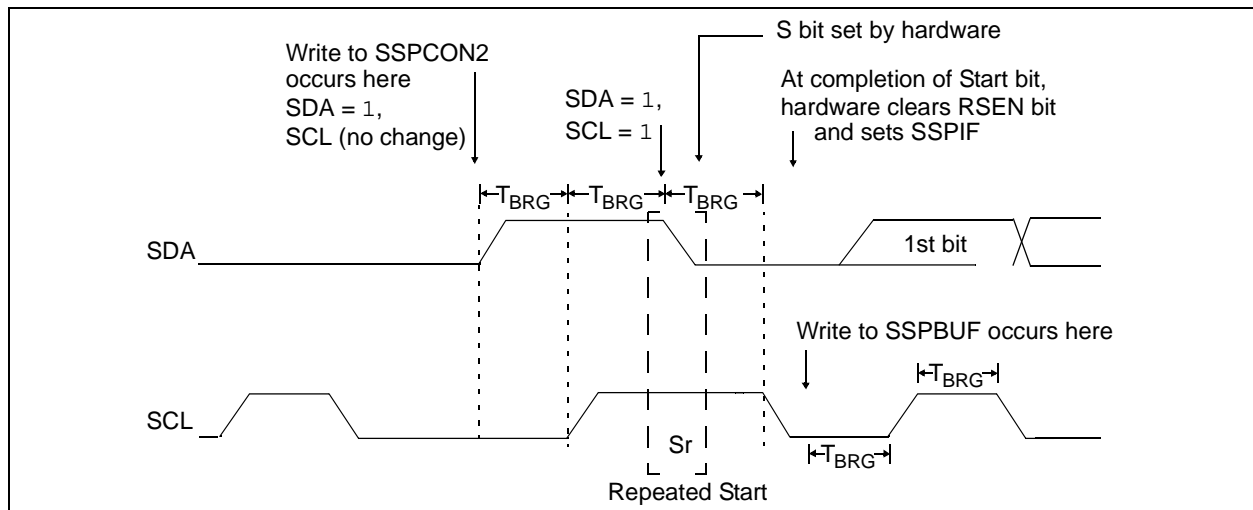 S bit set by hardware
Write to SSPCON2
occurs here
SDA = 1,
SCL (no change)
SDA = 1,
SCL = 1
At completion of Start bit,
hardware clears RSEN bit
and sets SSPIF
TBRG
TBRG
TBRG
SDA
1st bit
Write to SSPBUF occurs here
TBRG
SCL
Sr
TBRG
Repeated Start